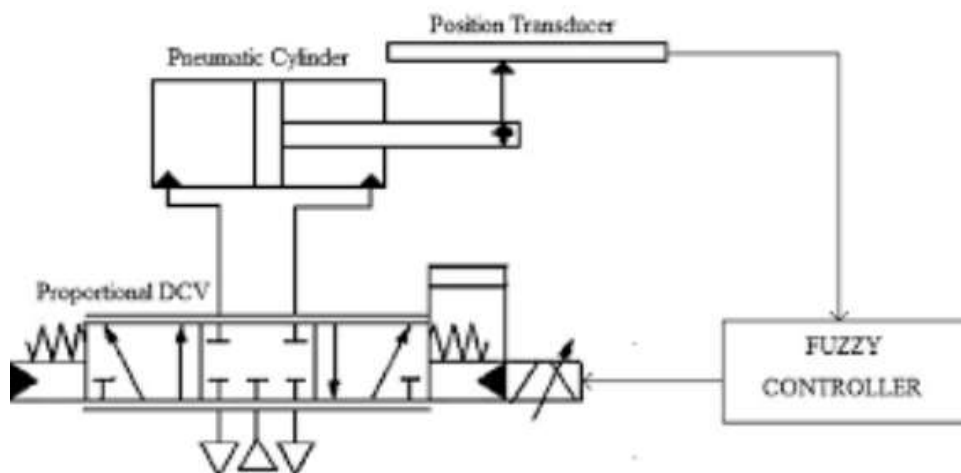 Position Transducer
Pneumatic Cylinder
Proportional DCV
FUZZY
CONTROLLER